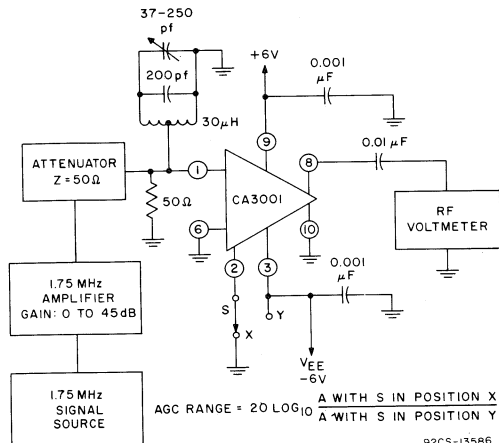 37-250
pf
200pf
30μH
+6V
0.001
μF
9
ATTENUATOR
Z = 50Ω
1
50Ω
CA3001
8
0.01 μF
6
10
RF
VOLTMETER
2
3
0.001
μF
1.75 MHz
AMPLIFIER
GAIN: 0 TO 45dB
S
X
Y
VEE
-6V
1.75 MHz
SIGNAL
SOURCE
AGC RANGE = 20 LOG10 A WITH S IN POSITION X
A WITH S IN POSITION Y
92CS-13586